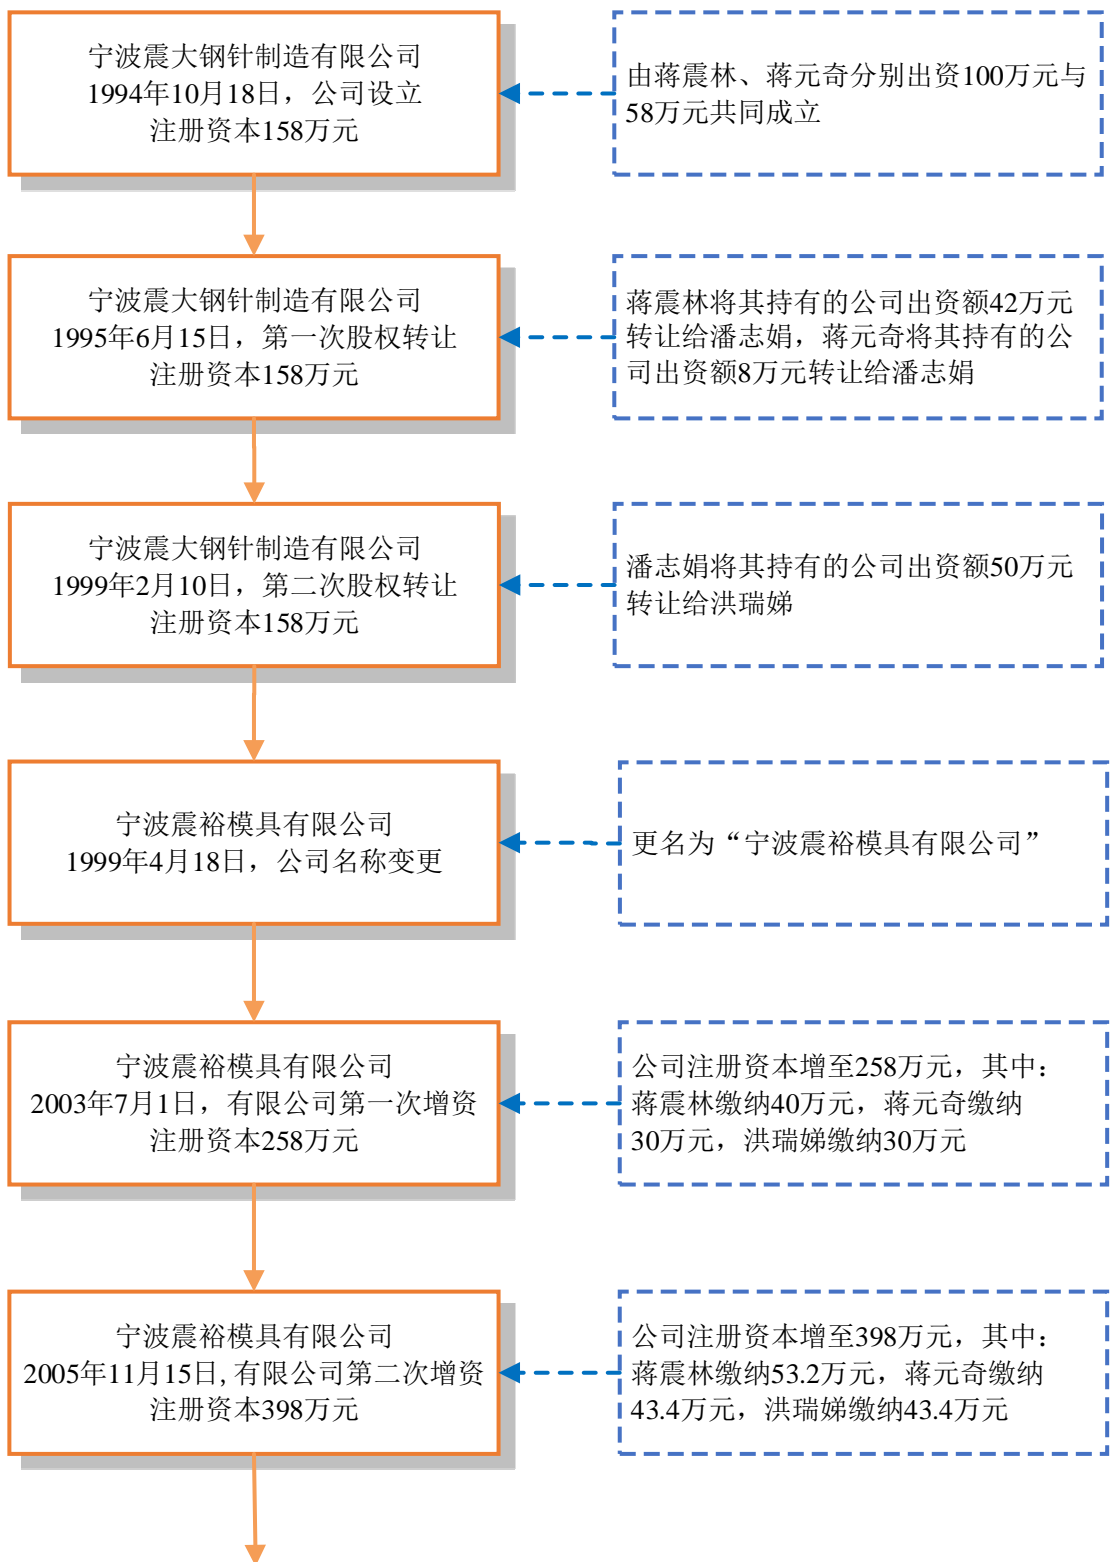 宁波震大钢针制造有限公司
1994年10月18日，公司设立
注册资本158万元
由蒋震林、蒋元奇分别出资100万元与
58万元共同成立
宁波震大钢针制造有限公司
1995年6月15日，第一次股权转让
注册资本158万元
蒋震林将其持有的公司出资额42万元
转让给潘志娟，蒋元奇将其持有的公
司出资额8万元转让给潘志娟
宁波震大钢针制造有限公司
1999年2月10日，第二次股权转让
注册资本158万元
潘志娟将其持有的公司出资额50万元
转让给洪瑞娣
宁波震裕模具有限公司
1999年4月18日，公司名称变更
更名为“宁波震裕模具有限公司”
宁波震裕模具有限公司
2003年7月1日，有限公司第一次增资
注册资本258万元
公司注册资本增至258万元，其中：
蒋震林缴纳40万元，蒋元奇缴纳
30万元，洪瑞娣缴纳30万元
宁波震裕模具有限公司
2005年11月15日,有限公司第二次增资
注册资本398万元
公司注册资本增至398万元，其中：
蒋震林缴纳53.2万元，蒋元奇缴纳
43.4万元，洪瑞娣缴纳43.4万元